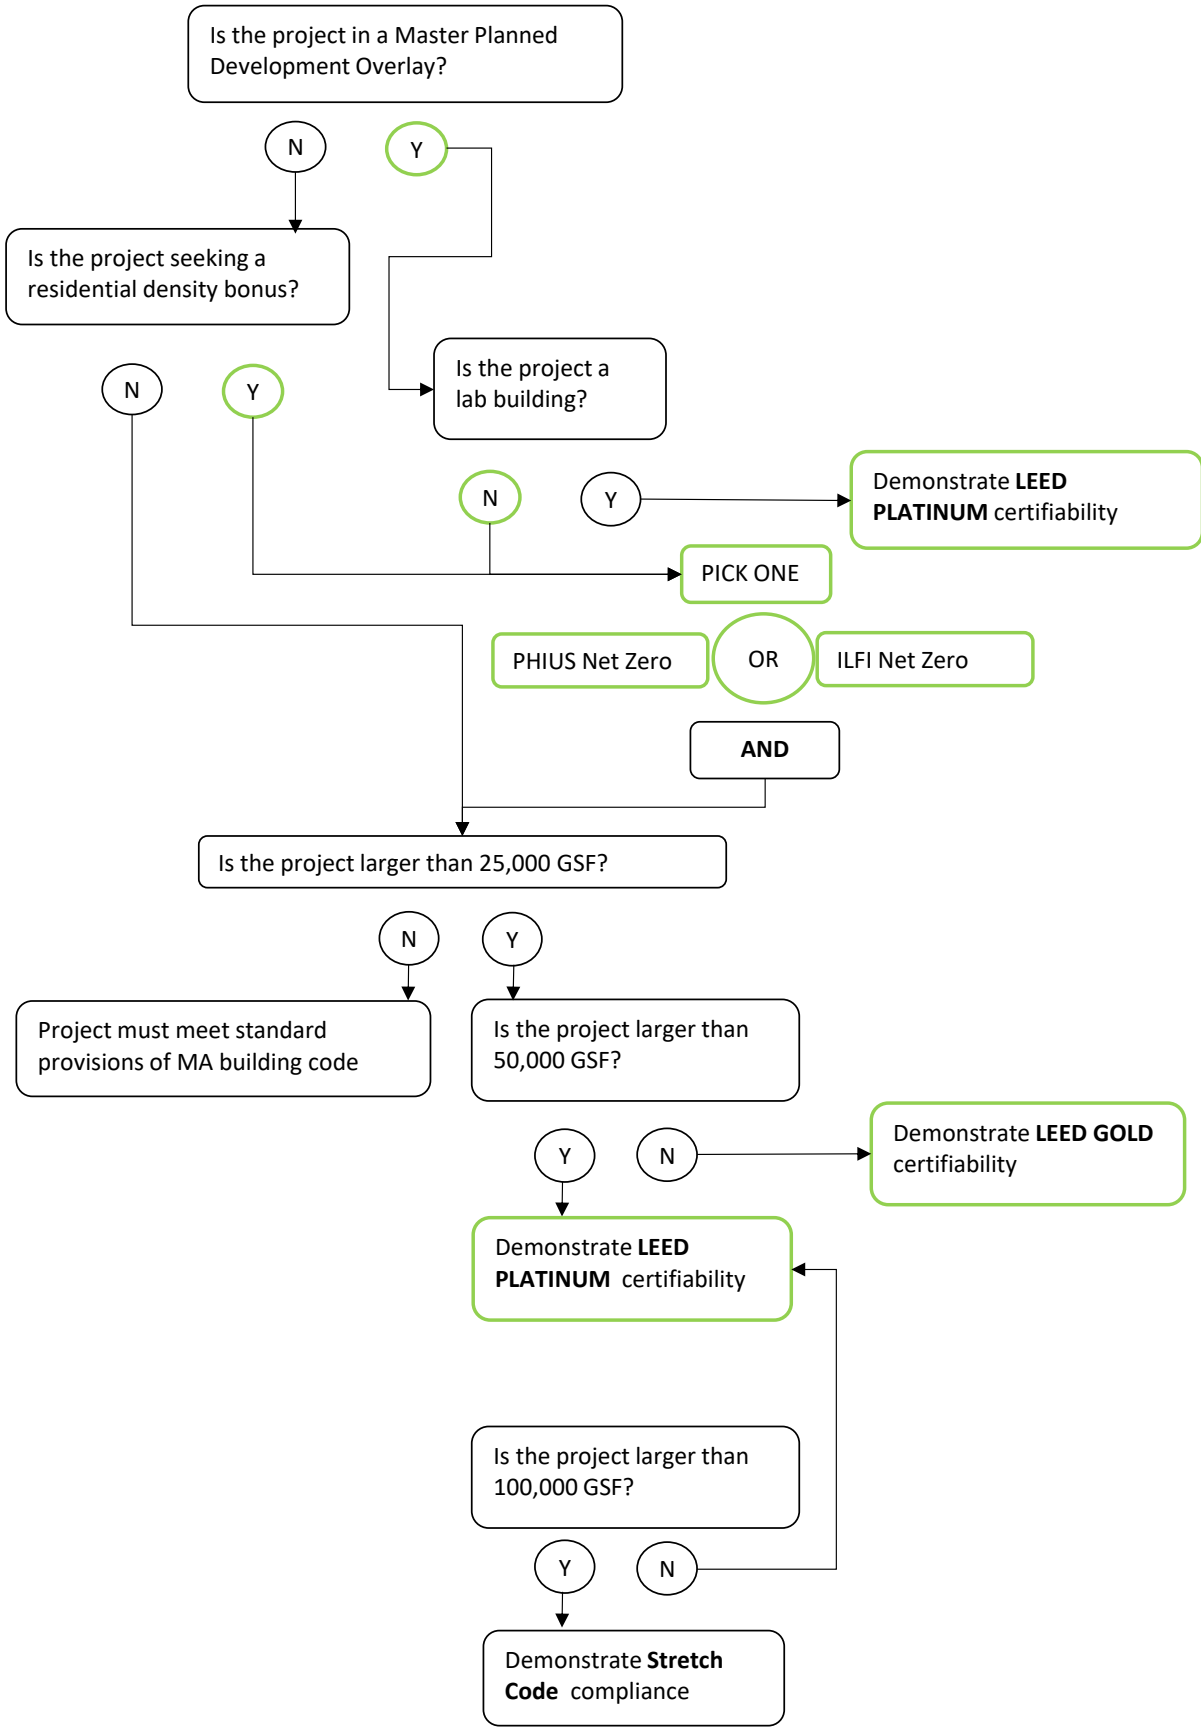 Is the project in a Master Planned
Development Overlay?
N
Y
Is the project seeking a
residential density bonus?
N
Y
Is the project a
lab building?
N
Y
Demonstrate LEED
PLATINUM certifiability
PICK ONE
PHIUS Net Zero
OR
ILFI Net Zero
AND
Is the project larger than 25,000 GSF?
N
Y
Project must meet standard
provisions of MA building code
Is the project larger than
50,000 GSF?
Y
N
Demonstrate LEED GOLD
certifiability
Demonstrate LEED
PLATINUM certifiability
Is the project larger than
100,000 GSF?
Y
N
Demonstrate Stretch
Code compliance